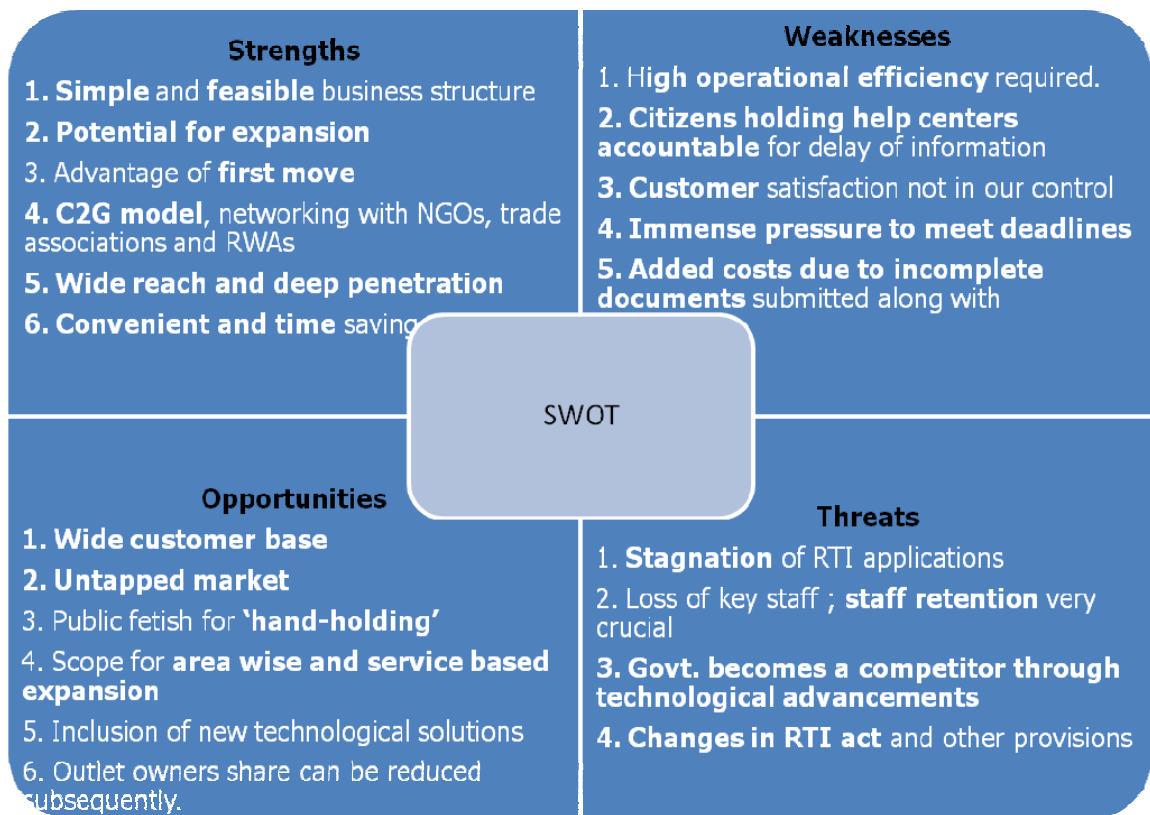 Strengths
1. Simple and feasible business structure
2. Potential for expansion
3. Advantage of first move
4. C2G model, networking with NGOs, trade
associations and RWAs
5. Wide reach and deep penetration
6. Convenient and time saving
Weaknesses
1. High operational efficiency required.
2. Citizens holding help centers
accountable for delay of information
3. Customer satisfaction not in our control
4. Immense pressure to meet deadlines
5. Added costs due to incomplete
documents submitted along with
SWOT
Opportunities
1. Wide customer base
2. Untapped market
3. Public fetish for ‘hand-holding’
4. Scope for area wise and service based
expansion
5. Inclusion of new technological solutions
6. Outlet owners share can be reduced
subsequently.
Threats
1. Stagnation of RTI applications
2. Loss of key staff ; staff retention very
crucial
3. Govt. becomes a competitor through
technological advancements
4. Changes in RTI act and other provisions